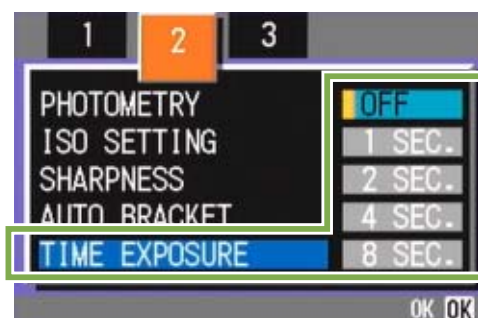 1 2 3
PHOTOMETRY OFF
ISO SETTING 1 SEC.
SHARPNESS 2 SEC.
AUTO BRACKET 4 SEC.
TIME EXPOSURE 8 SEC.
OK OK